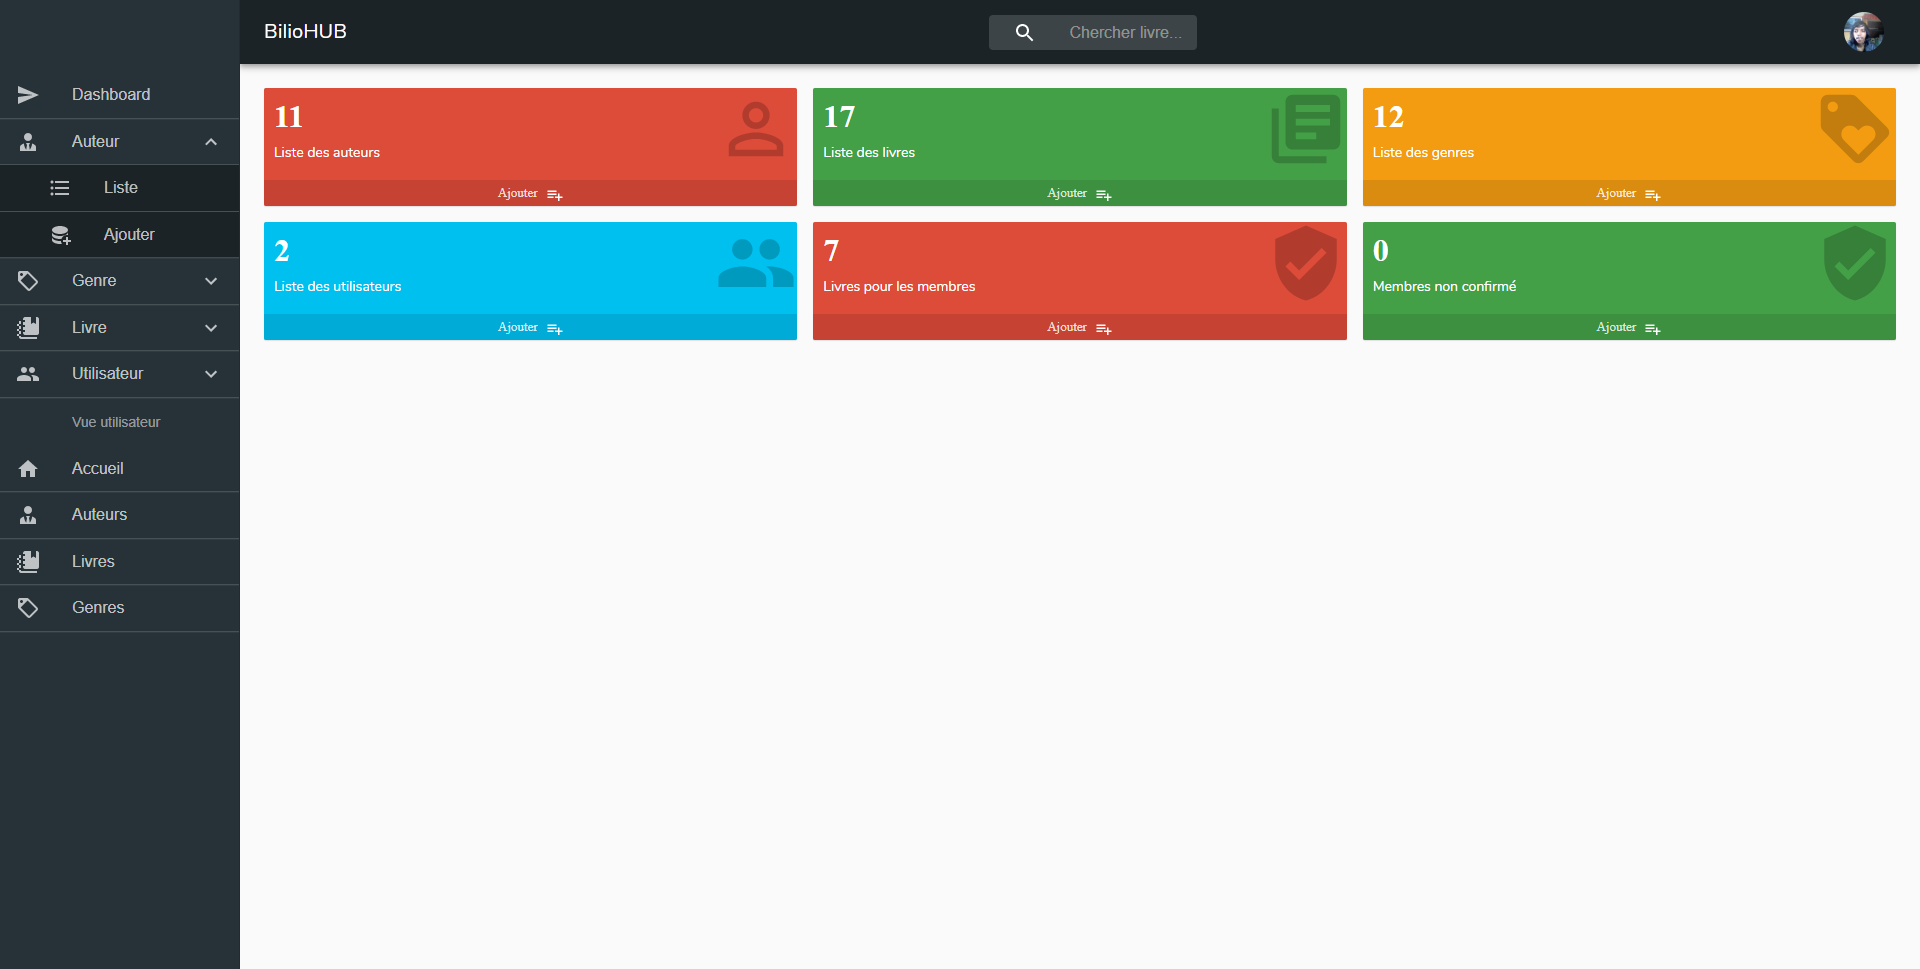 BilioHUB
Chercher livre...
Dashboard
Auteur
Liste
Ajouter
Genre
Livre
Utilisateur
Vue utilisateur
Accueil
Auteurs
Livres
Genres
11
Liste des auteurs
Ajouter
17
Liste des livres
Ajouter
12
Liste des genres
Ajouter
2
Liste des utilisateurs
Ajouter
7
Livres pour les membres
Ajouter
0
Membres non confirmé
Ajouter